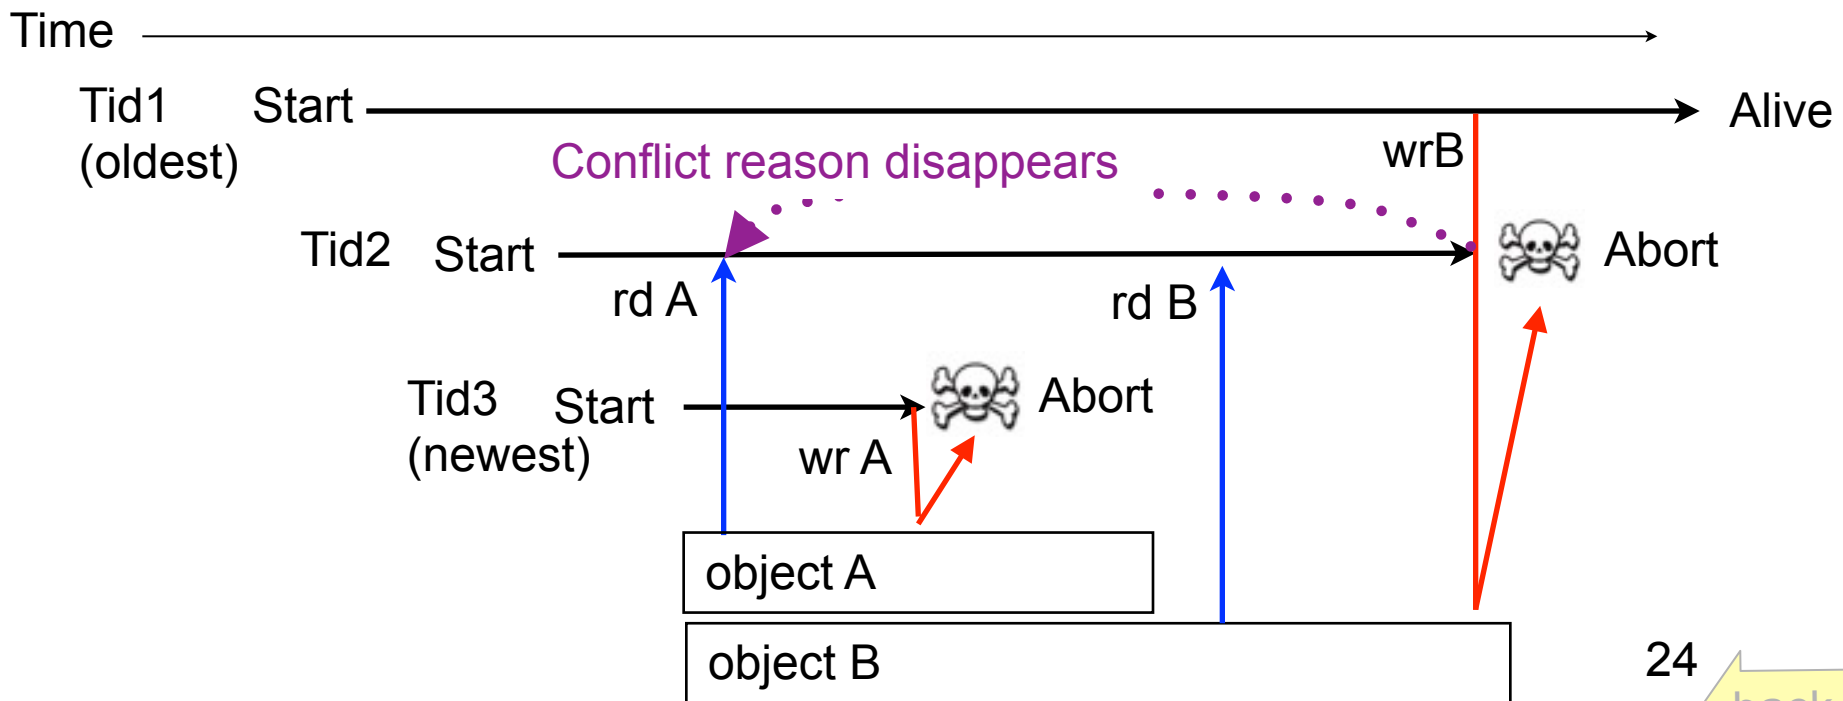 Time
Tid1 Start Alive
(oldest)
Conflict reason disappears
wrB
Tid2 Start Abort
rd A
rd B
Tid3 Start Abort
(newest)
wr A
object A
object B
24
back